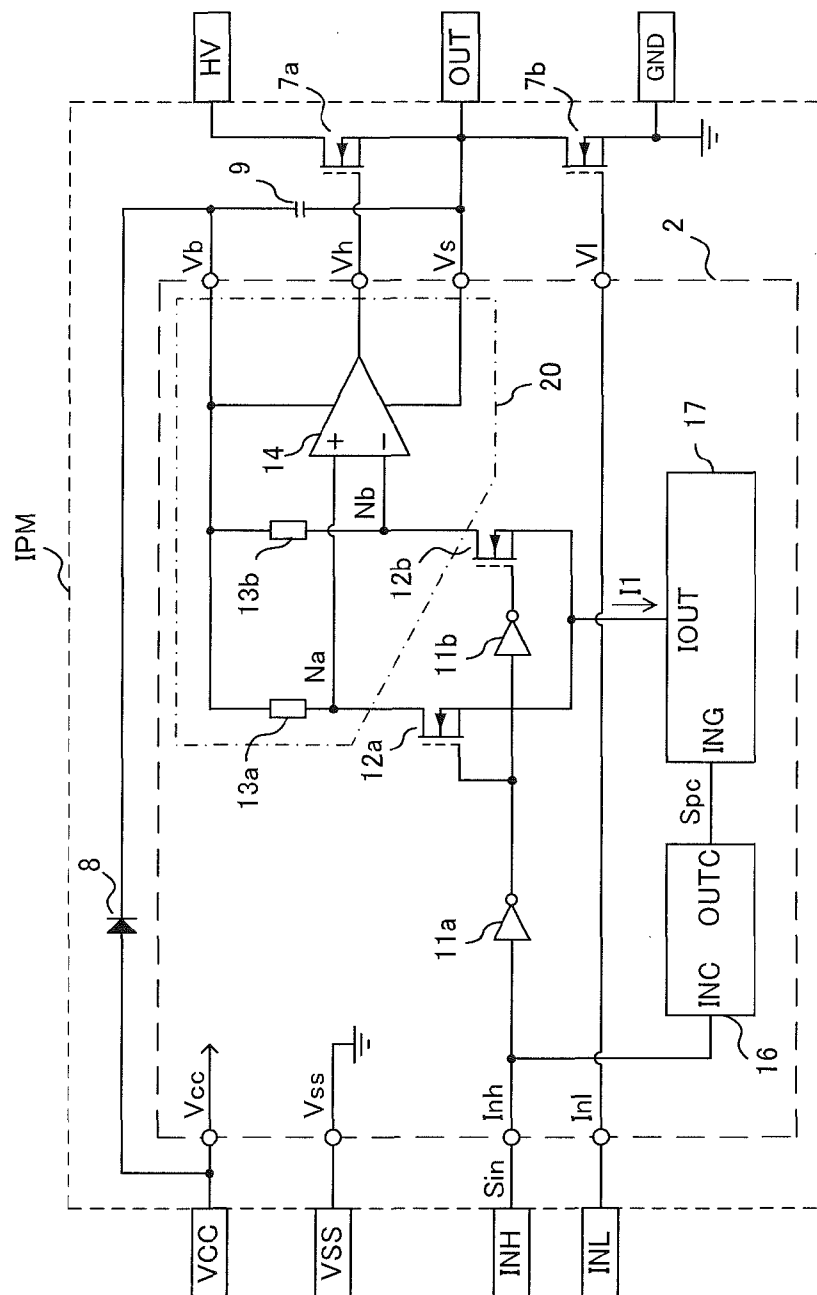 IPM
HV
OUT
GND
7a
7b
8
9
Vb
Vh
Vs
Vl
2
20
14
+
−
Nb
Na
13b
13a
12b
12a
11b
11a
I1
17
IOUT
ING
Spc
OUTC
INC
16
Vcc
Vss
Inh
Inl
Sin
VCC
VSS
INH
INL